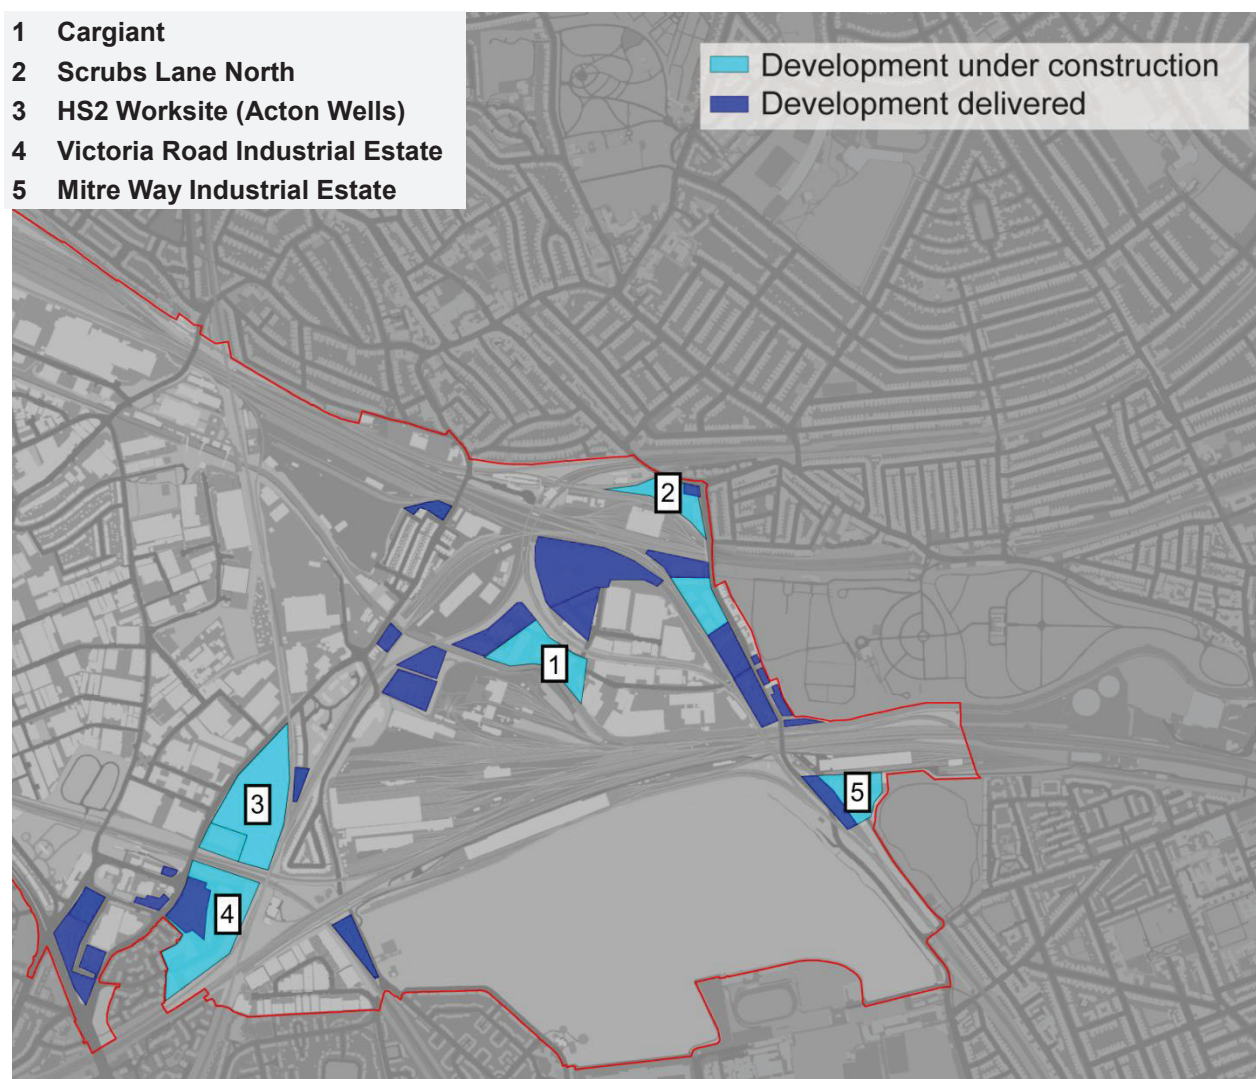 1 Cargiant
2 Scrubs Lane North
3 HS2 Worksite (Acton Wells)
4 Victoria Road Industrial Estate
5 Mitre Way Industrial Estate
Development under construction
Development delivered
2
1
3
5
4